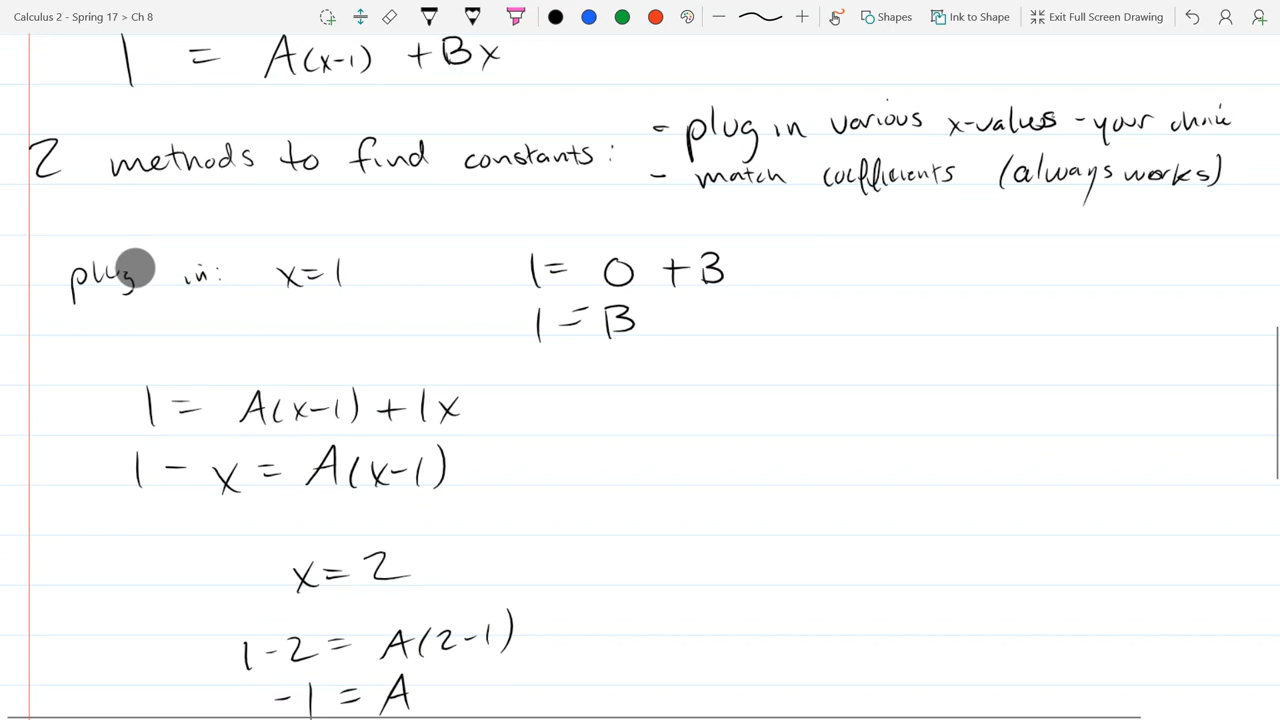 Calculus 2 - Spring 17 > Ch 8
Shapes
Ink to Shape
Exit Full Screen Drawing
1 = A(x-1) + Bx
2 methods to find constants:
- plug in various x-values - your choice
- match coefficients (always works)
plug in: x=1
1 = 0 + B
1 = B
1 = A(x-1) + 1x
1 - x = A(x-1)
x = 2
1 - 2 = A(2-1)
-1 = A